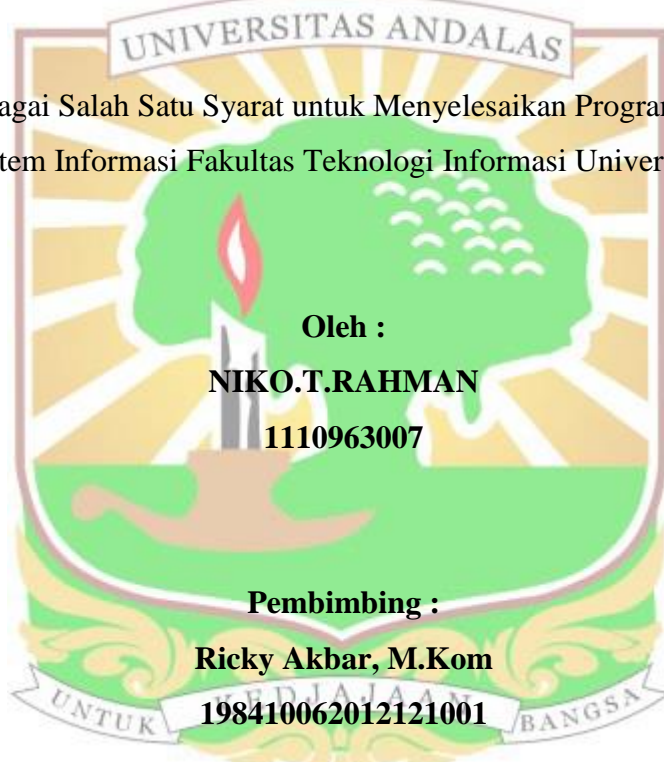 UNIVERSITAS ANDALAS
agai Salah Satu Syarat untuk Menyelesaikan Progra
tem Informasi Fakultas Teknologi Informasi Univer
Oleh :
NIKO.T.RAHMAN
1110963007
Pembimbing :
Ricky Akbar, M.Kom
UNTUK KEDJAJAAN BANGSA
198410062012121001